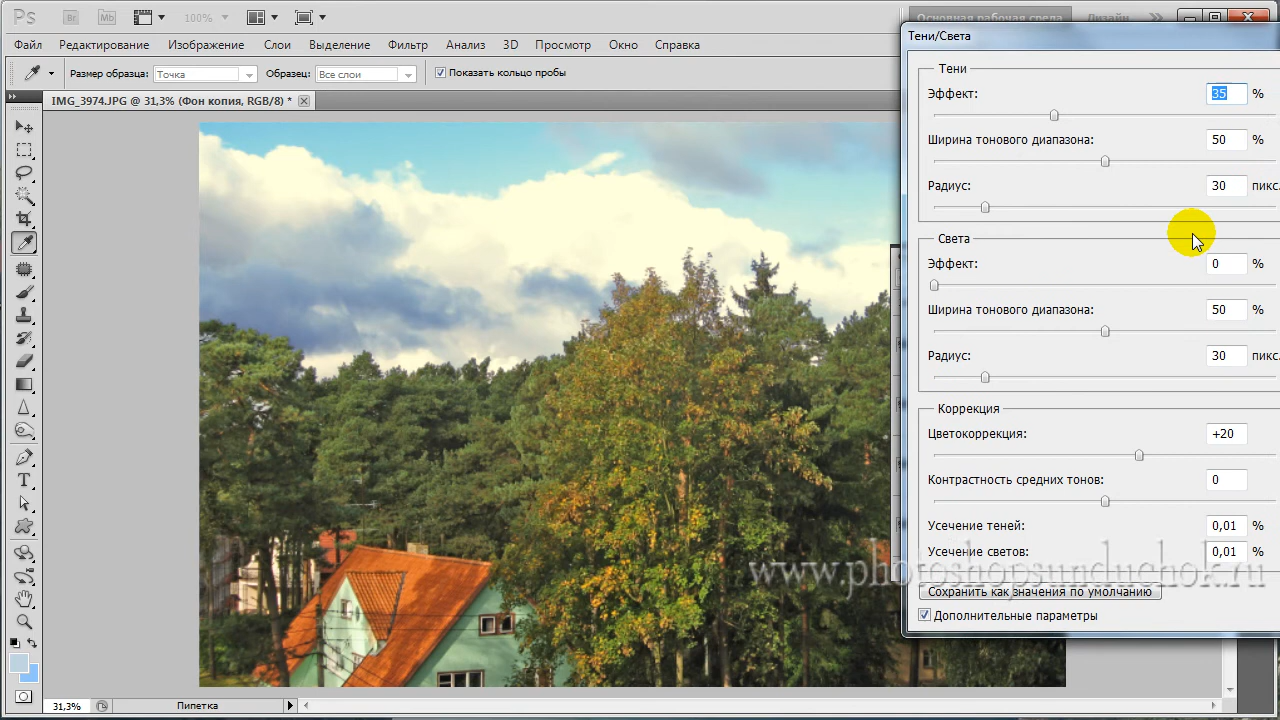 Ps Br Mb 100% Основная рабочая среда Дизайн
Файл Редактирование Изображение Слои Выделение Фильтр Анализ 3D Просмотр Окно Справка
Размер образца: Точка Образец: Все слои Показать кольцо пробы
IMG_3974.JPG @ 31,3% (Фон копия, RGB/8) *
Тени/Света
Тени
Эффект: 35 %
Ширина тонового диапазона: 50 %
Радиус: 30 пикс.
Света
Эффект: 0 %
Ширина тонового диапазона: 50 %
Радиус: 30 пикс.
Коррекция
Цветокоррекция: +20
Контрастность средних тонов: 0
Усечение теней: 0,01 %
Усечение светов: 0,01 %
www.photoshopsunduchok.ru
Сохранить как значения по умолчанию
Дополнительные параметры
31,3% Пипетка